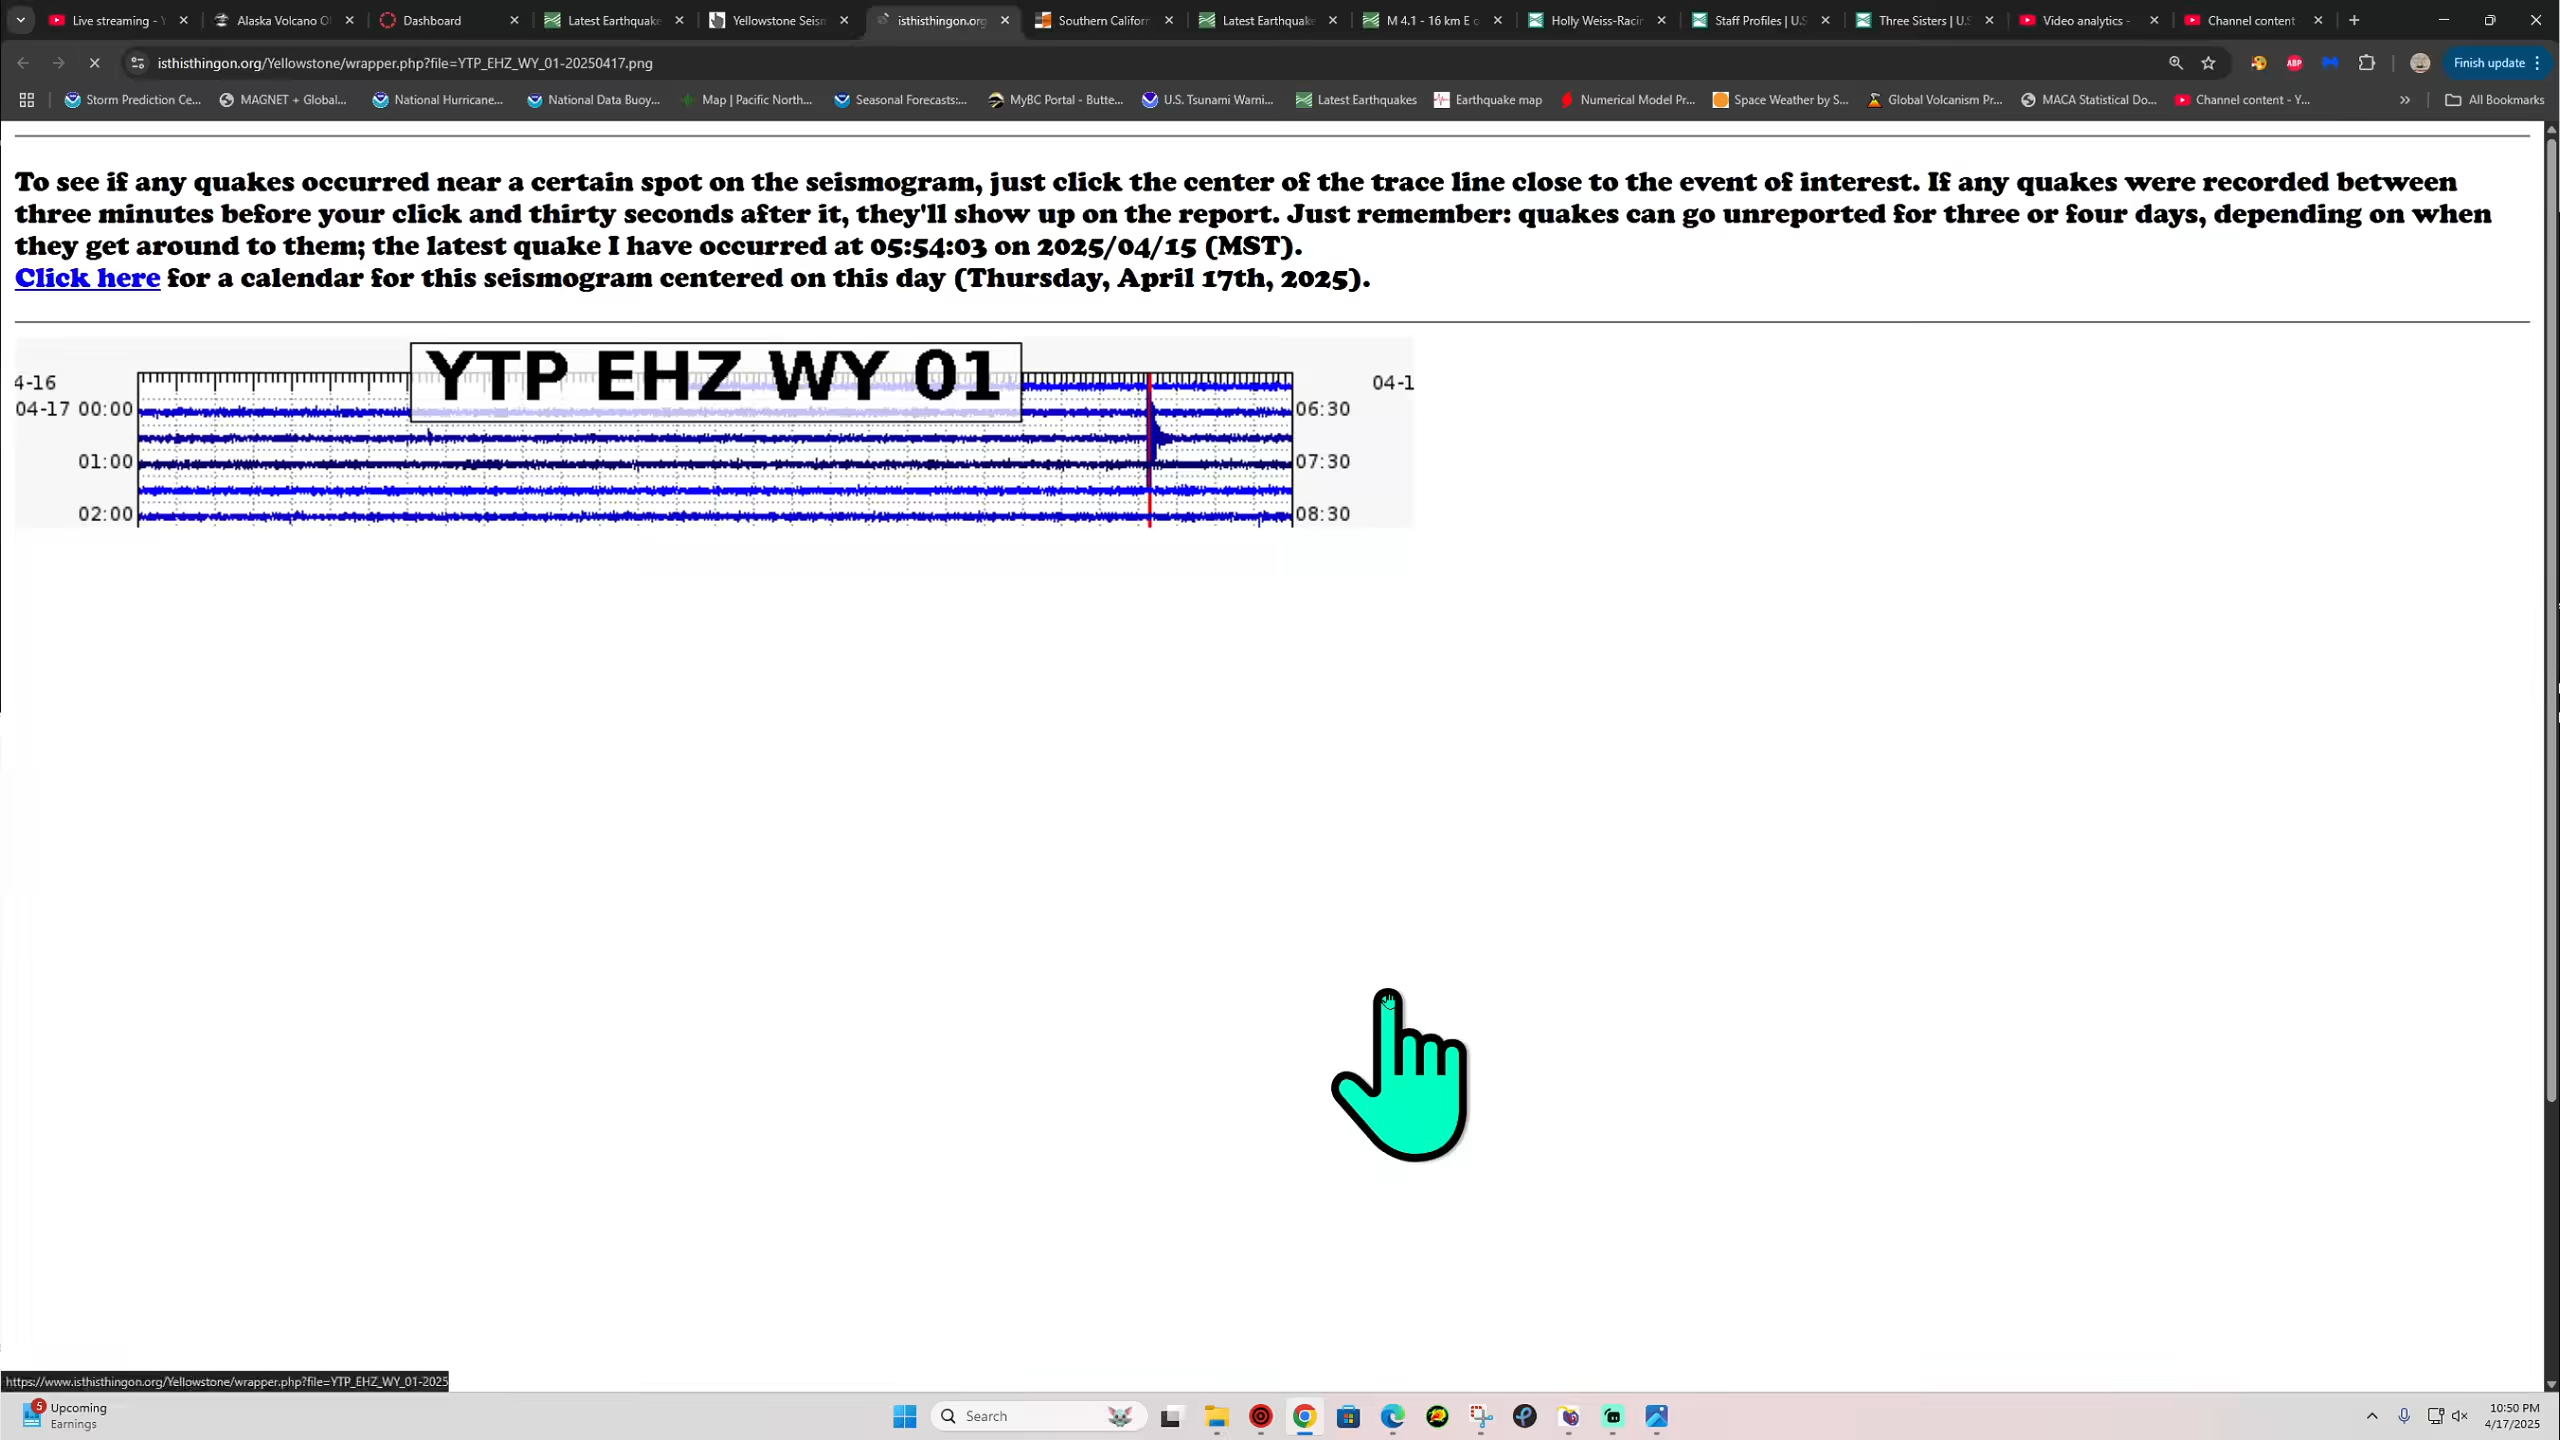 Live streaming - Y
Alaska Volcano O
Dashboard
Latest Earthquake
Yellowstone Seism
isthisthingon.org
Southern Californ
Latest Earthquake
M 4.1 - 16 km E o
Holly Weiss-Racin
Staff Profiles | U.S
Three Sisters | U.S
Video analytics -
Channel content
isthisthingon.org/Yellowstone/wrapper.php?file=YTP_EHZ_WY_01-20250417.png
ABP
Finish update
Storm Prediction Ce...
MAGNET + Global...
National Hurricane...
National Data Buoy...
Map | Pacific North...
Seasonal Forecasts:...
MyBC Portal - Butte...
U.S. Tsunami Warni...
Latest Earthquakes
Earthquake map
Numerical Model Pr...
Space Weather by S...
Global Volcanism Pr...
MACA Statistical Do...
Channel content - Y...
All Bookmarks
To see if any quakes occurred near a certain spot on the seismogram, just click the center of the trace line close to the event of interest. If any quakes were recorded between
three minutes before your click and thirty seconds after it, they'll show up on the report. Just remember: quakes can go unreported for three or four days, depending on when
they get around to them; the latest quake I have occurred at 05:54:03 on 2025/04/15 (MST).
Click here for a calendar for this seismogram centered on this day (Thursday, April 17th, 2025).
YTP EHZ WY 01
4-16
04-1
04-17 00:00
06:30
01:00
07:30
02:00
08:30
https://www.isthisthingon.org/Yellowstone/wrapper.php?file=YTP_EHZ_WY_01-2025
5
Upcoming
Earnings
Search
10:50 PM
4/17/2025